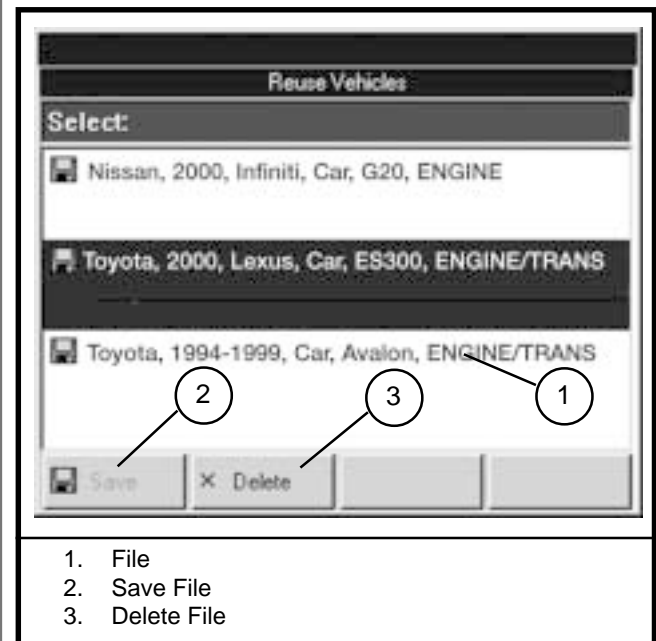 Reuse Vehicles
Select:
Nissan, 2000, Infiniti, Car, G20, ENGINE
Toyota, 2000, Lexus, Car, ES300, ENGINE/TRANS
Toyota, 1994-1999, Car, Avalon, ENGINE/TRANS
2 3 1
Save × Delete
1. File
2. Save File
3. Delete File